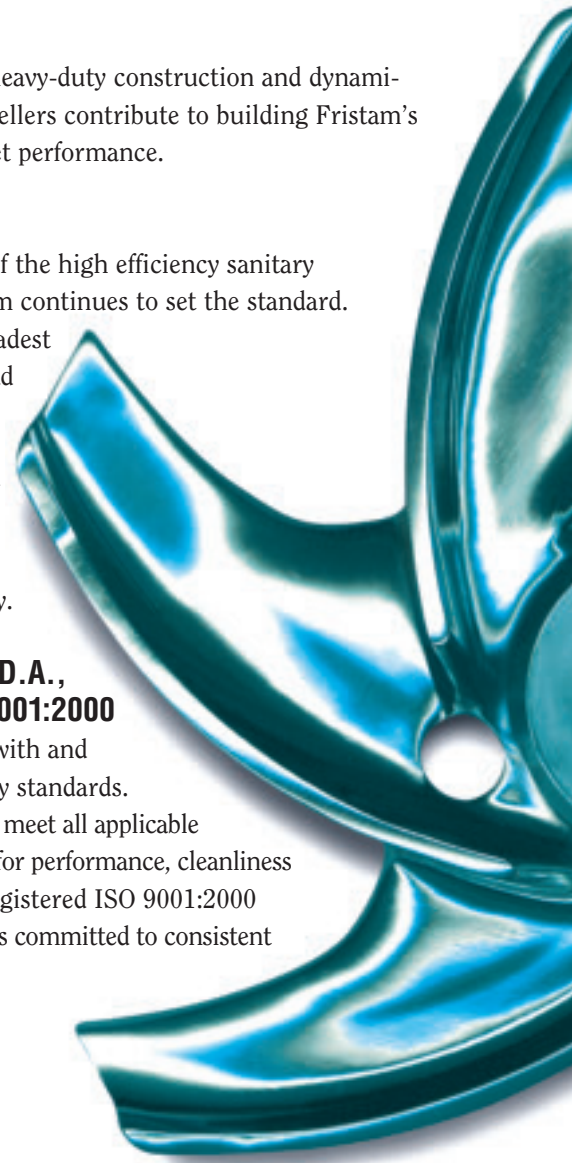 eavy-duty construction and dynami-
ellers contribute to building Fristam's
et performance.
f the high efficiency sanitary
m continues to set the standard.
adest
d
y.
D.A.,
001:2000
with and
y standards.
meet all applicable
for performance, cleanliness
gistered ISO 9001:2000
s committed to consistent